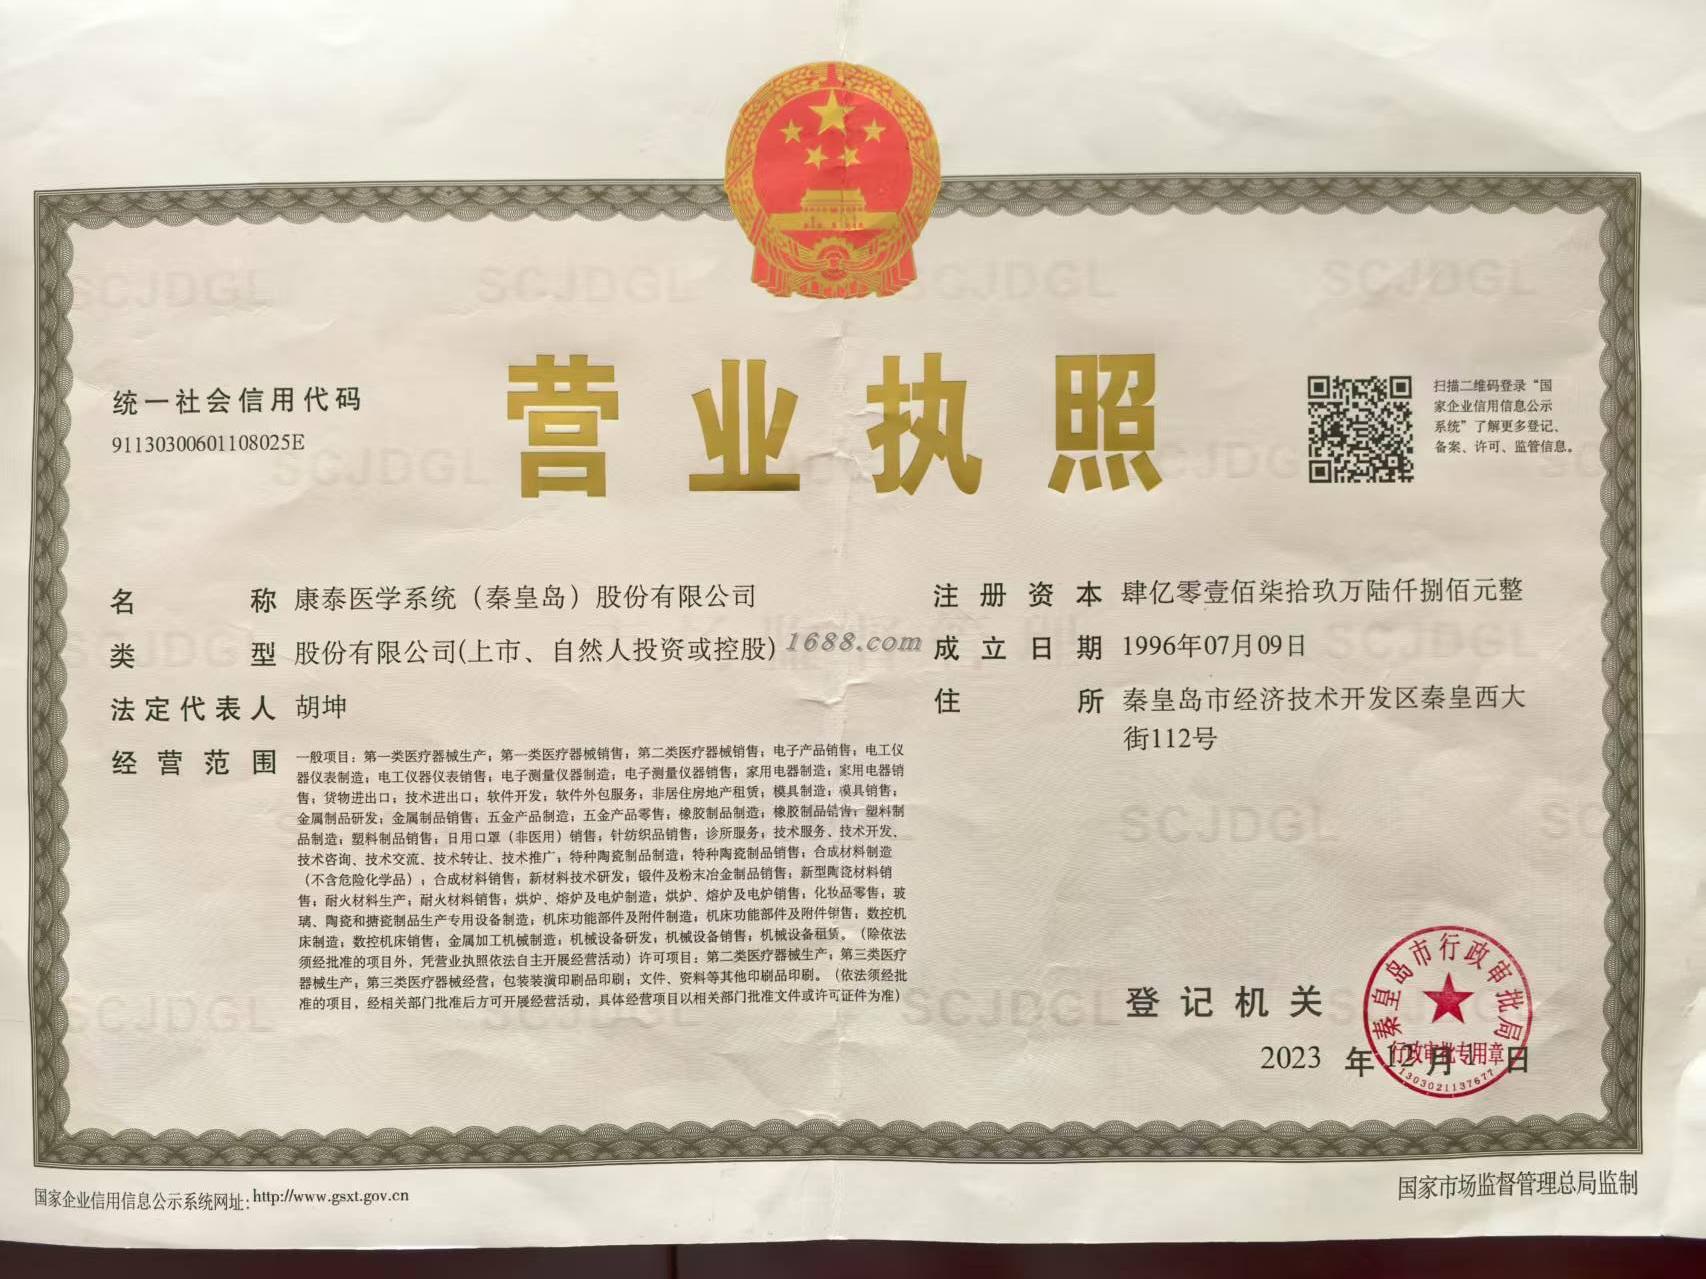 统一社会信用代码
91130300601108025E
营业执照
扫描二维码登录“国
家企业信用信息公示
系统”了解更多登记、
备案、许可、监管信息。
名称 康泰医学系统（秦皇岛）股份有限公司
类型 股份有限公司(上市、自然人投资或控股)
法定代表人 胡坤
经营范围 一般项目：第一类医疗器械生产；第一类医疗器械销售；第二类医疗器械销售；电子产品销售；电工仪
器仪表制造；电工仪器仪表销售；电子测量仪器制造；电子测量仪器销售；家用电器制造；家用电器销
售；货物进出口；技术进出口；软件开发；软件外包服务；非居住房地产租赁；模具制造；模具销售；
金属制品研发；金属制品销售；五金产品制造；五金产品零售；橡胶制品制造；橡胶制品销售；塑料制
品制造；塑料制品销售；日用口罩（非医用）销售；针纺织品销售；诊所服务；技术服务、技术开发、
技术咨询、技术交流、技术转让、技术推广；特种陶瓷制品制造；特种陶瓷制品销售；合成材料制造
（不含危险化学品）；合成材料销售；新材料技术研发；锻件及粉末冶金制品销售；新型陶瓷材料销
售；耐火材料生产；耐火材料销售；烘炉、熔炉及电炉制造；烘炉、熔炉及电炉销售；化妆品零售；玻
璃、陶瓷和搪瓷制品生产专用设备制造；机床功能部件及附件制造；机床功能部件及附件销售；数控机
床制造；数控机床销售；金属加工机械制造；机械设备研发；机械设备销售；机械设备租赁。（除依法
须经批准的项目外，凭营业执照依法自主开展经营活动）许可项目：第二类医疗器械生产；第三类医疗
器械生产；第三类医疗器械经营；包装装潢印刷品印刷；文件、资料等其他印刷品印刷。（依法须经批
准的项目，经相关部门批准后方可开展经营活动，具体经营项目以相关部门批准文件或许可证件为准）
1688.com
注册资本 肆亿零壹佰柒拾玖万陆仟捌佰元整
成立日期 1996年07月09日
住所 秦皇岛市经济技术开发区秦皇西大
街112号
登记机关
秦皇岛市行政审批局
行政审批专用章
1303021137677
2023 年 12 月 1 日
国家企业信用信息公示系统网址：http://www.gsxt.gov.cn
国家市场监督管理总局监制
SCJDGL